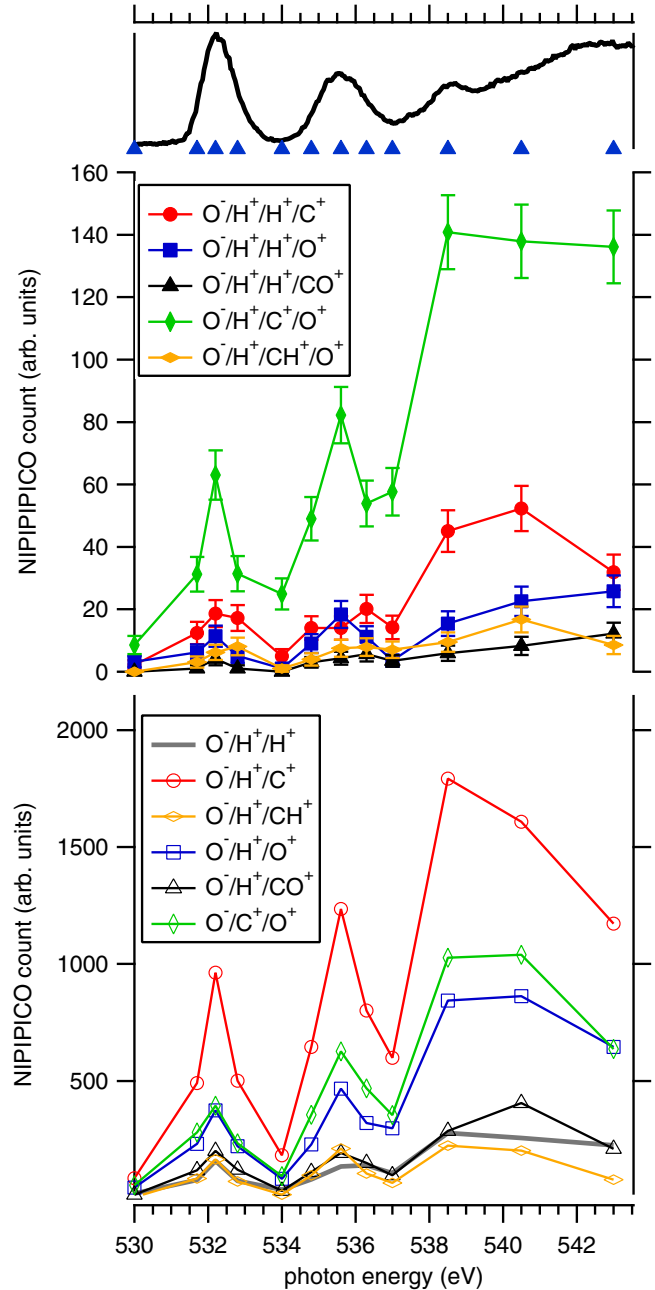 160
140
120
100
80
60
40
20
0
NIPIPIPICO count (arb. units)
O⁻/H⁺/H⁺/C⁺
O⁻/H⁺/H⁺/O⁺
O⁻/H⁺/H⁺/CO⁺
O⁻/H⁺/C⁺/O⁺
O⁻/H⁺/CH⁺/O⁺
2000
1500
1000
500
NIPIPICO count (arb. units)
O⁻/H⁺/H⁺
O⁻/H⁺/C⁺
O⁻/H⁺/CH⁺
O⁻/H⁺/O⁺
O⁻/H⁺/CO⁺
O⁻/C⁺/O⁺
530 532 534 536 538 540 542
photon energy (eV)